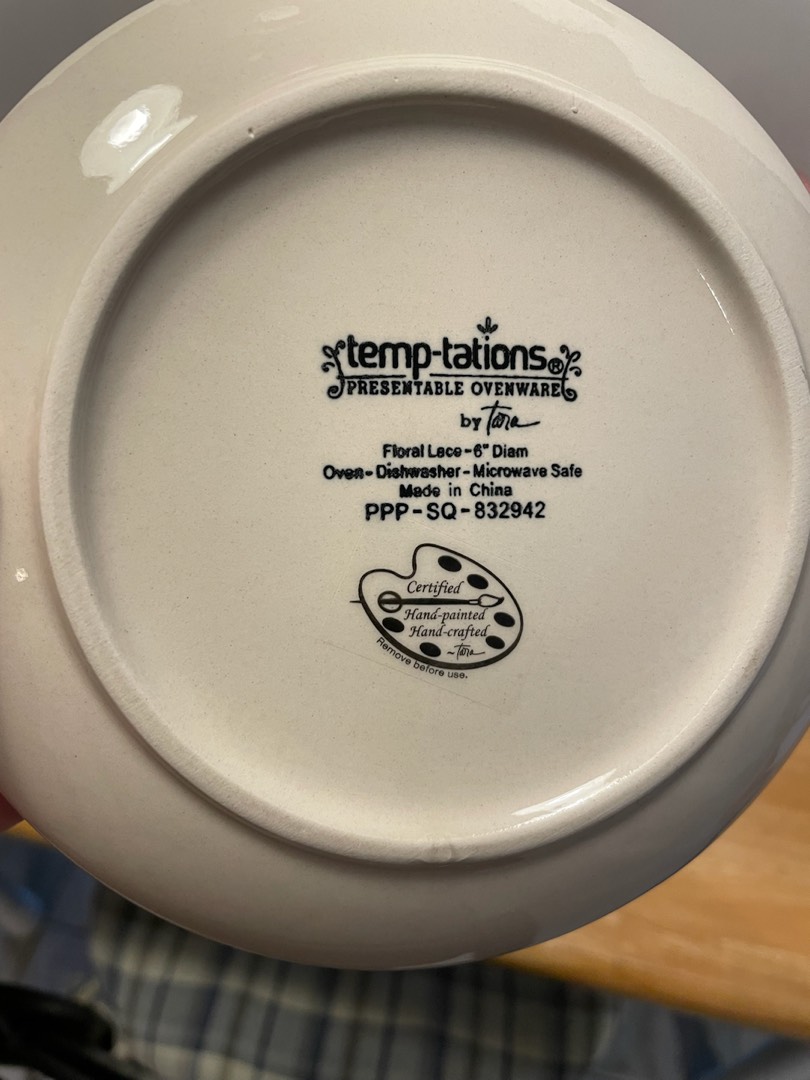 temp-tations®
PRESENTABLE OVENWARE
by Tara
Floral Lace-6" Diam
Oven-Dishwasher-Microwave Safe
Made in China
PPP-SQ-832942
Certified
Hand-painted
Hand-crafted
~Tara
Remove before use.